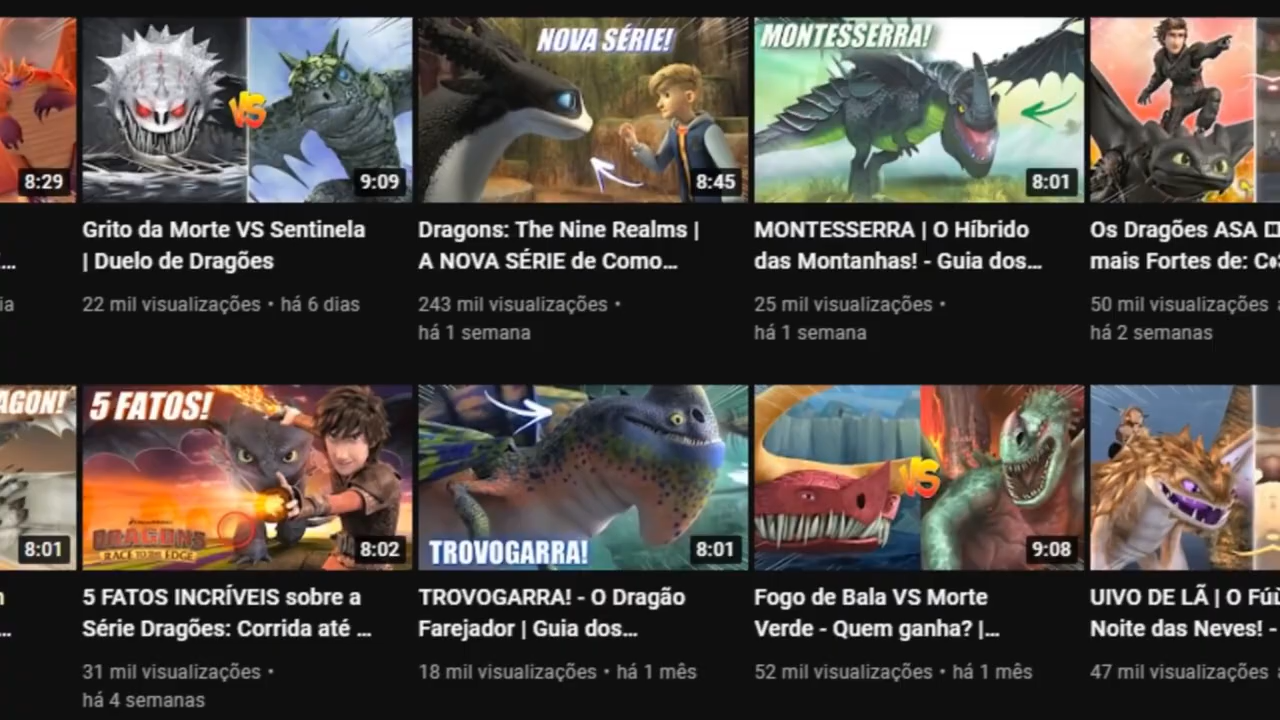 NOVA SÉRIE!
MONTESSERRA!
VS
8:29
9:09
8:45
8:01
Grito da Morte VS Sentinela
| Duelo de Dragões
22 mil visualizações • há 6 dias
Dragons: The Nine Realms |
A NOVA SÉRIE de Como...
243 mil visualizações •
há 1 semana
MONTESSERRA | O Híbrido
das Montanhas! - Guia dos...
25 mil visualizações •
há 1 semana
Os Dragões ASA
mais Fortes de:
50 mil visualizações
há 2 semanas
...
ia
AGON!
5 FATOS!
DRAGONS
RACE TO THE EDGE
TROVOGARRA!
VS
8:01
8:02
8:01
9:08
5 FATOS INCRÍVEIS sobre a
Série Dragões: Corrida até ...
31 mil visualizações •
há 4 semanas
TROVOGARRA! - O Dragão
Farejador | Guia dos...
18 mil visualizações • há 1 mês
Fogo de Bala VS Morte
Verde - Quem ganha? |...
52 mil visualizações • há 1 mês
UIVO DE LÃ | O
Noite das Neves! -
47 mil visualizações